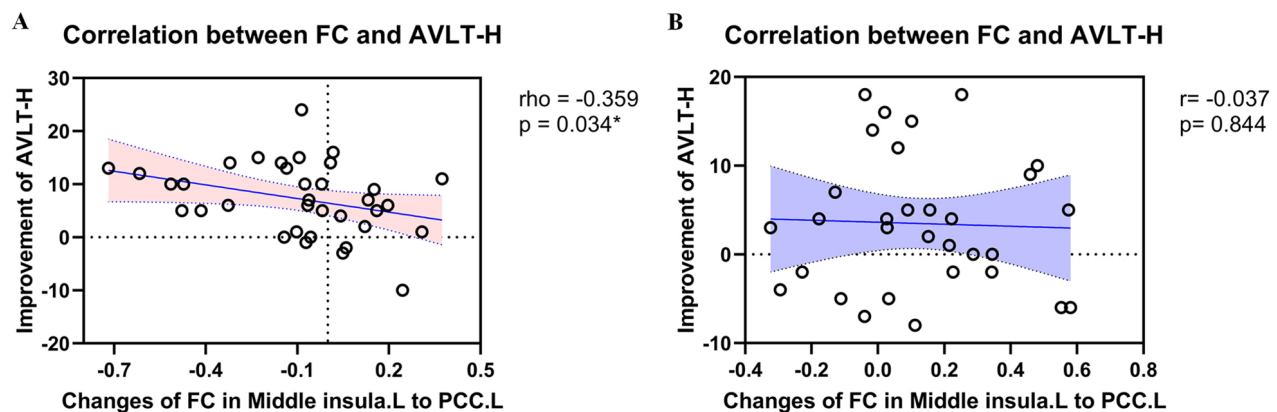 A
Correlation between FC and AVLT-H
Improvement of AVLT-H
30
20
10
0
-10
-20
-0.7
-0.4
-0.1
0.2
0.5
Changes of FC in Middle insula.L to PCC.L
rho = -0.359
p = 0.034*
B
Correlation between FC and AVLT-H
Improvement of AVLT-H
20
10
0
-10
-0.4
-0.2
0.0
0.2
0.4
0.6
0.8
Changes of FC in Middle insula.L to PCC.L
r= -0.037
p= 0.844